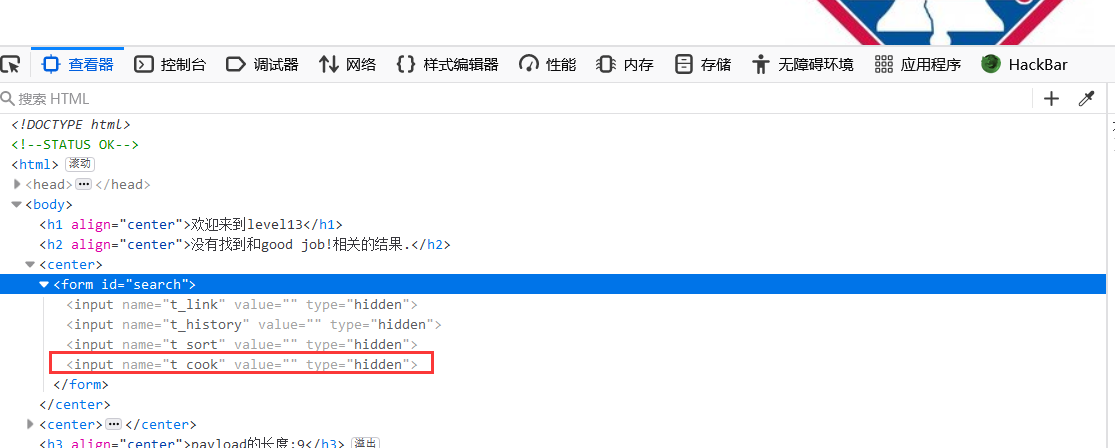 查看器 控制台 调试器 网络 {} 样式编辑器 性能 内存 存储 无障碍环境 应用程序 HackBar
搜索 HTML
<!DOCTYPE html>
<!--STATUS OK-->
<html> 滚动
<head> ••• </head>
<body>
<h1 align="center">欢迎来到level13</h1>
<h2 align="center">没有找到和good job!相关的结果.</h2>
<center>
<form id="search">
<input name="t_link" value="" type="hidden">
<input name="t_history" value="" type="hidden">
<input name="t_sort" value="" type="hidden">
<input name="t_cook" value="" type="hidden">
</form>
</center>
<center> ••• </center>
<h3 align="center">payload的长度:9</h3> 溢出